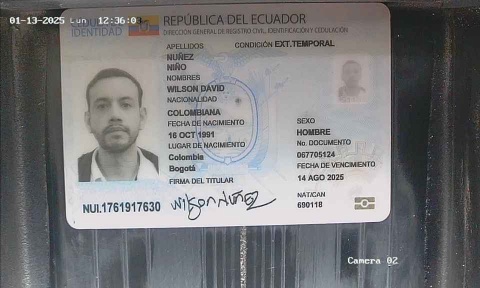 01-13-2025 Lun 12:36:0
IDENTIDAD
REPÚBLICA DEL ECUADOR
DIRECCIÓN GENERAL DE REGISTRO CIVIL, IDENTIFICACIÓN Y CEDULACIÓN
APELLIDOS CONDICIÓN EXT.TEMPORAL
NUÑEZ
NIÑO
NOMBRES
WILSON DAVID
NACIONALIDAD
COLOMBIANA
FECHA DE NACIMIENTO
16 OCT 1991
LUGAR DE NACIMIENTO
Colombia
Bogotá
FIRMA DEL TITULAR
SEXO
HOMBRE
No. DOCUMENTO
067705124
FECHA DE VENCIMIENTO
14 AGO 2025
NAT/CAN
690118
NUI.1761917630
Camera 02